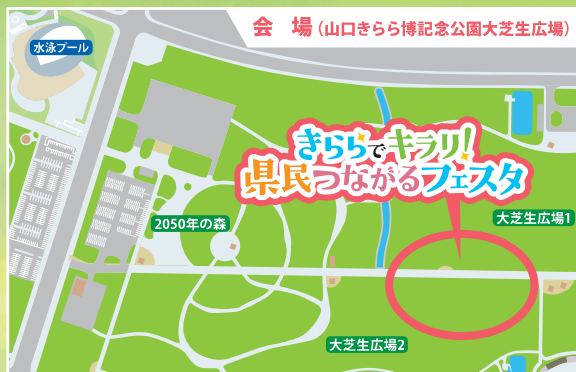 会　場（山口きらら博記念公園大芝生広場）
水泳プール
きららでキラリ!
県民つながるフェスタ
2050年の森
大芝生広場1
大芝生広場2